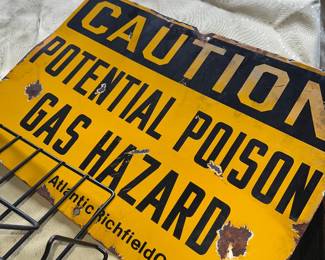 CAUTION
POTENTIAL POISON
GAS HAZARD
Atlantic Richfield